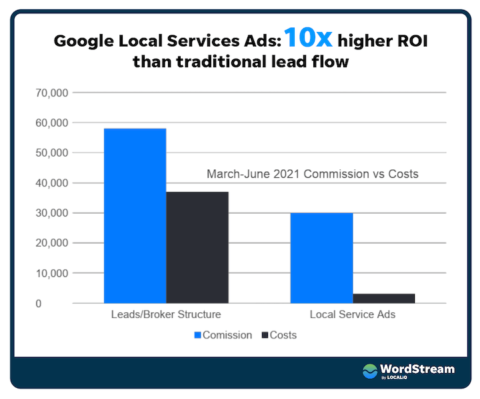 Google Local Services Ads: 10x higher ROI
than traditional lead flow
70,000
60,000
50,000
March-June 2021 Commission vs Costs
40,000
30,000
20,000
10,000
0
Leads/Broker Structure
Local Service Ads
Comission
Costs
WordStream
By LOCALiQ